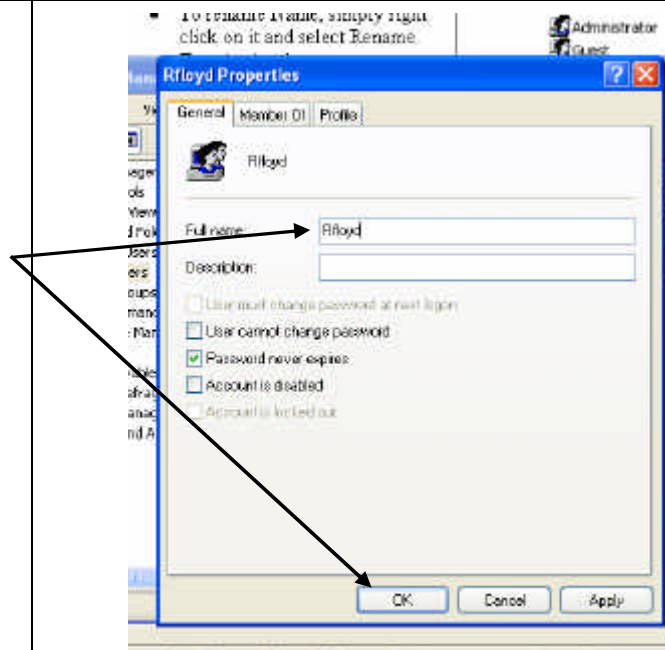 To rename Name, simply right
click on it and select Rename
Administrator
Guest
Rfloyd Properties
General Member Of Profile
Rfloyd
Full name: Rfloyd
Description:
User must change password at next logon
User cannot change password
Password never expires
Account is disabled
Account is locked out
OK Cancel Apply